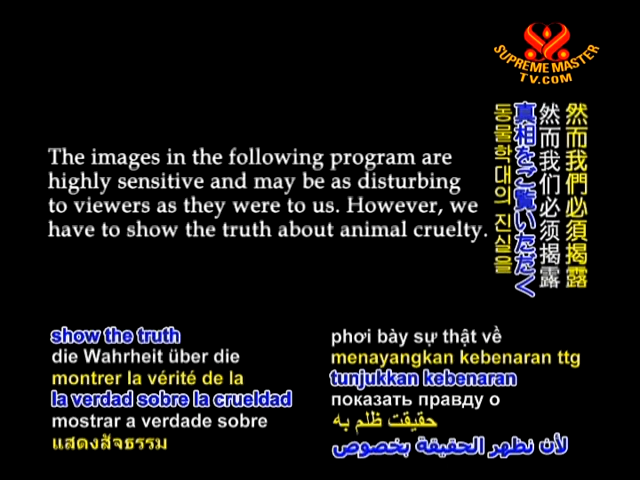 SUPREME MASTER
TV.COM
The images in the following program are
highly sensitive and may be as disturbing
to viewers as they were to us. However, we
have to show the truth about animal cruelty.
然而我們必須揭露
然而我们必须揭露
真相をご覧いただく
동물학대의 진실을
show the truth
die Wahrheit über die
montrer la vérité de la
la verdad sobre la crueldad
mostrar a verdade sobre
แสดงสัจธรรม
phơi bày sự thật về
menayangkan kebenaran ttg
tunjukkan kebenaran
показать правду о
حقیقت ظلم به
لأن نظهر الحقيقة بخصوص